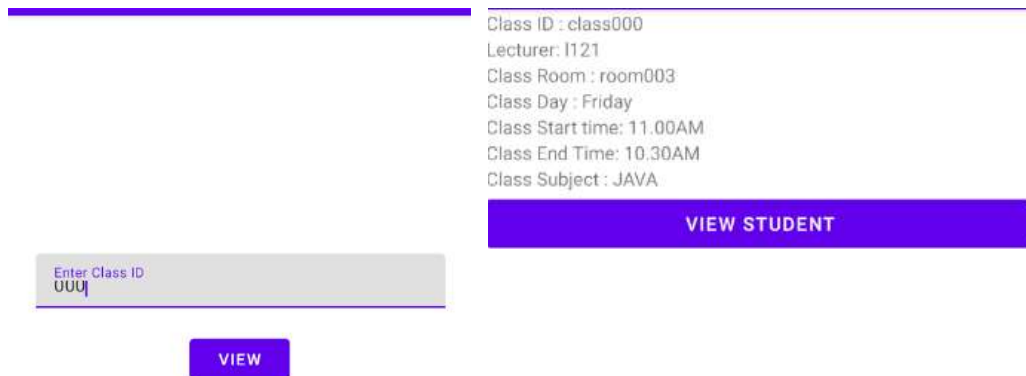 Enter Class ID
000
VIEW
Class ID : class000
Lecturer: l121
Class Room : room003
Class Day : Friday
Class Start time: 11.00AM
Class End Time: 10.30AM
Class Subject : JAVA
VIEW STUDENT